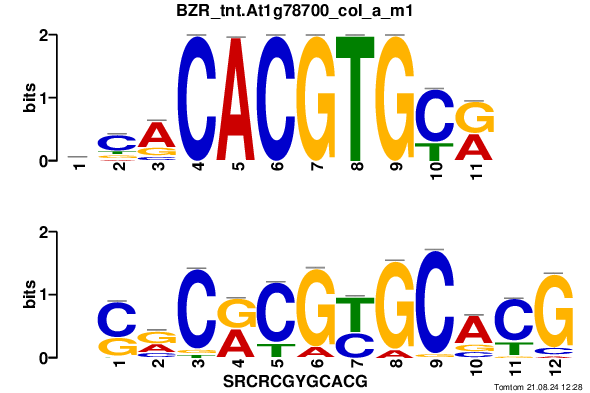 BZR_tnt.At1g78700_col_a_m1
2
bits
1
0
CACGTGCG
1 2 3 4 5 6 7 8 9 10 11
2
bits
1
0
CGCGCGTGCACG
1 2 3 4 5 6 7 8 9 10 11 12
SRCRCGYGCACG
Tomtom 21.08.24 12:28